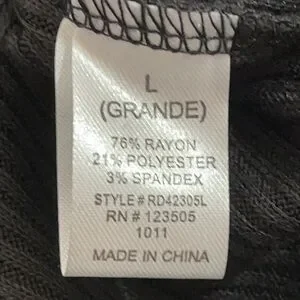 L
(GRANDE)
76% RAYON
21% POLYESTER
3% SPANDEX
STYLE # RD42305L
RN # 123505
1011
MADE IN CHINA